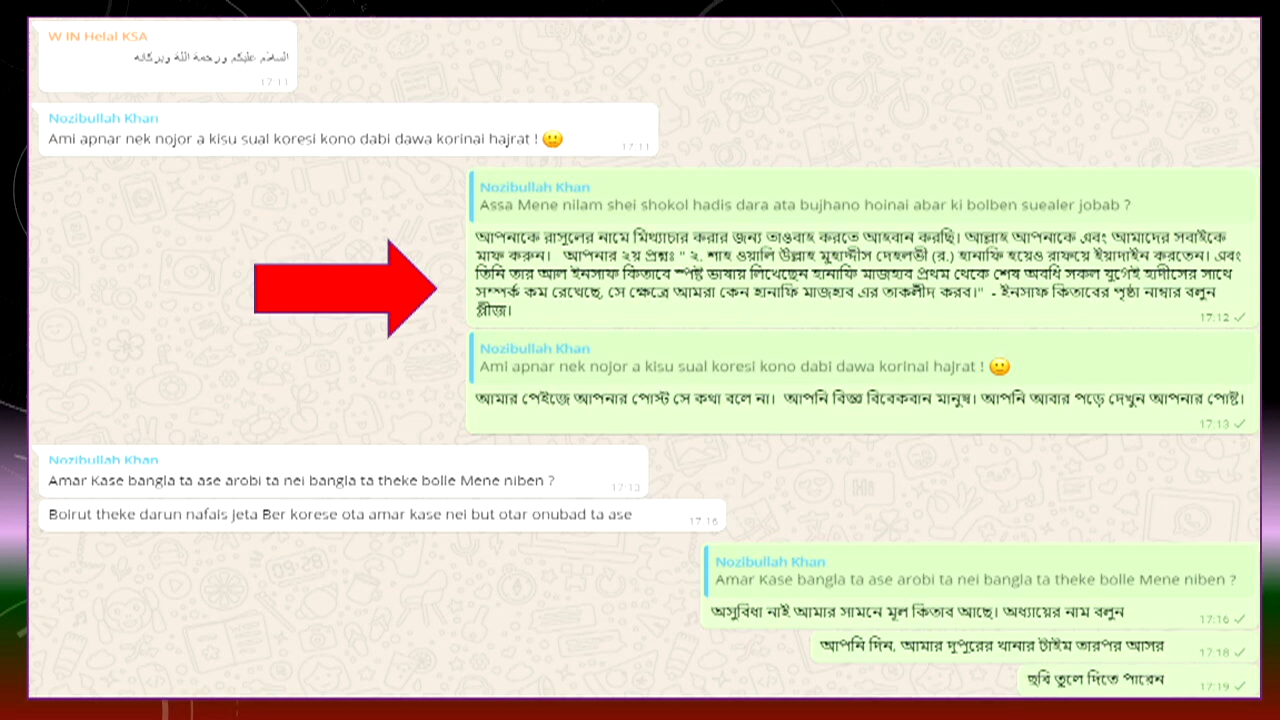 W IN Helal KSA
السلام عليكم ورحمة الله وبركاته
17:11
Nozibullah Khan
Ami apnar nek nojor a kisu sual koresi kono dabi dawa korinai hajrat ! 🙂
17:11
Nozibullah Khan
Assa Mene nilam shei shokol hadis dara ata bujhano hoinai abar ki bolben suealer jobab ?
আপনাকে রাসুলের নামে মিথ্যাচার করার জন্য তাওবাহ করতে আহবান করছি। আল্লাহ আপনাকে এবং আমাদের সবাইকে
মাফ করুন। আপনার ২য় প্রশ্নঃ " ২. শাহ ওয়ালি উল্লাহ মুহাদ্দীস দেহলভী (র.) হানাফি হয়েও রাফয়ে ইয়াদাইন করতেন। এবং
তিনি তার আল ইনসাফ কিতাবে স্পষ্ট ভাষায় লিখেছেন হানাফি মাজহাব প্রথম থেকে শেষ অবধি সকল যুগেই হাদীসের সাথে
সম্পর্ক কম রেখেছে, সে ক্ষেত্রে আমরা কেন হানাফি মাজহাব এর তাকলীদ করব।" - ইনসাফ কিতাবের পৃষ্ঠা নাম্বার বলুন
প্লীজ।
17:12
Nozibullah Khan
Ami apnar nek nojor a kisu sual koresi kono dabi dawa korinai hajrat ! 🙂
আমার পেইজে আপনার পোস্ট সে কথা বলে না। আপনি বিজ্ঞ বিবেকবান মানুষ। আপনি আবার পড়ে দেখুন আপনার পোষ্ট।
17:13
Nozibullah Khan
Amar Kase bangla ta ase arobi ta nei bangla ta theke bolle Mene niben ?
17:13
Boirut theke darun nafais jeta Ber korese ota amar kase nei but otar onubad ta ase
17:16
Nozibullah Khan
Amar Kase bangla ta ase arobi ta nei bangla ta theke bolle Mene niben ?
অসুবিধা নাই আমার সামনে মূল কিতাব আছে। অধ্যায়ের নাম বলুন
17:16
আপনি দিন, আমার দুপুরের খানার টাইম তারপর আসর
17:18
ছবি তুলে দিতে পারেন
17:19